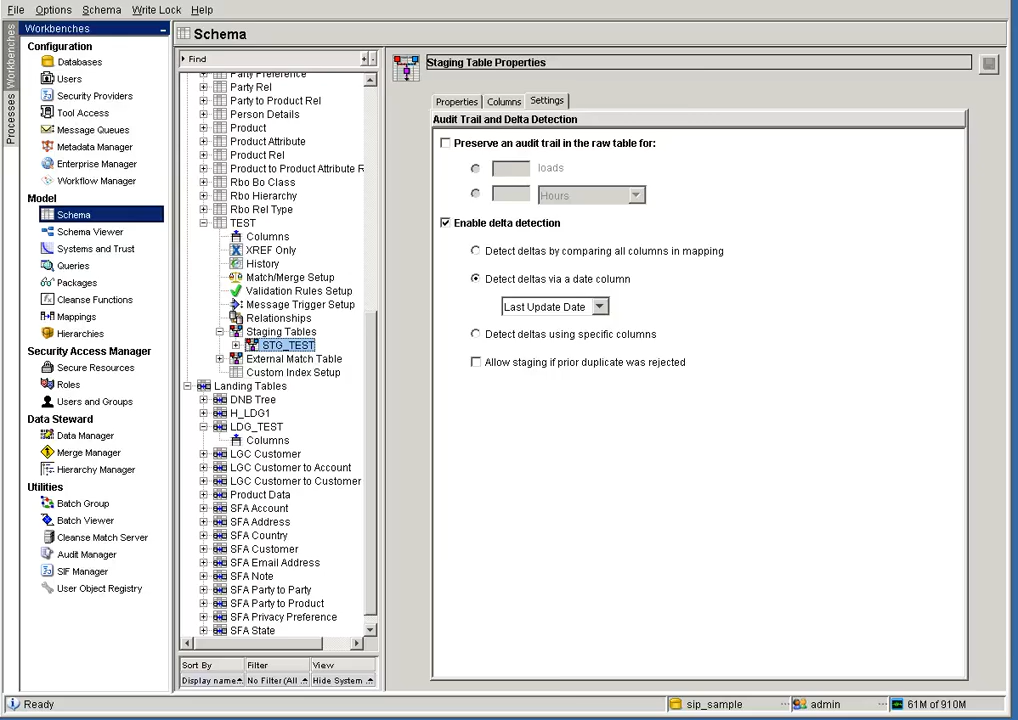 File Options Schema Write Lock Help
Workbenches
Processes
Workbenches
Configuration
Databases
Users
Security Providers
Tool Access
Message Queues
Metadata Manager
Enterprise Manager
Workflow Manager
Model
Schema
Schema Viewer
Systems and Trust
Queries
Packages
Cleanse Functions
Mappings
Hierarchies
Security Access Manager
Secure Resources
Roles
Users and Groups
Data Steward
Data Manager
Merge Manager
Hierarchy Manager
Utilities
Batch Group
Batch Viewer
Cleanse Match Server
Audit Manager
SIF Manager
User Object Registry
Schema
Find
Party Preference
Party Rel
Party to Product Rel
Person Details
Product
Product Attribute
Product Rel
Product to Product Attribute R
Rbo Bo Class
Rbo Hierarchy
Rbo Rel Type
TEST
Columns
XREF Only
History
Match/Merge Setup
Validation Rules Setup
Message Trigger Setup
Relationships
Staging Tables
STG_TEST
External Match Table
Custom Index Setup
Landing Tables
DNB Tree
H_LDG1
LDG_TEST
Columns
LGC Customer
LGC Customer to Account
LGC Customer to Customer
Product Data
SFA Account
SFA Address
SFA Country
SFA Customer
SFA Email Address
SFA Note
SFA Party to Party
SFA Party to Product
SFA Privacy Preference
SFA State
Sort By Filter View
Display name No Filter (All Hide System
Staging Table Properties
Properties Columns Settings
Audit Trail and Delta Detection
Preserve an audit trail in the raw table for:
loads
Hours
Enable delta detection
Detect deltas by comparing all columns in mapping
Detect deltas via a date column
Last Update Date
Detect deltas using specific columns
Allow staging if prior duplicate was rejected
Ready sip_sample admin 61M of 910M